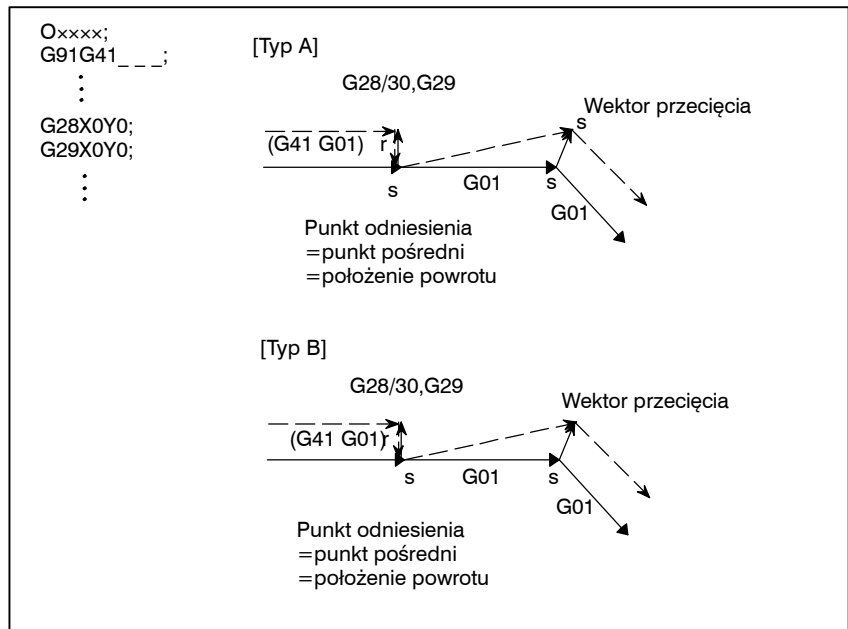 O××××;
G91G41_ _ _;
G28X0Y0;
G29X0Y0;
[Typ A]
G28/30,G29
Wektor przecięcia
s
(G41 G01)
r
s
G01
s
G01
Punkt odniesienia
=punkt pośredni
=położenie powrotu
[Typ B]
G28/30,G29
Wektor przecięcia
(G41 G01)
r
s
G01
s
G01
Punkt odniesienia
=punkt pośredni
=położenie powrotu